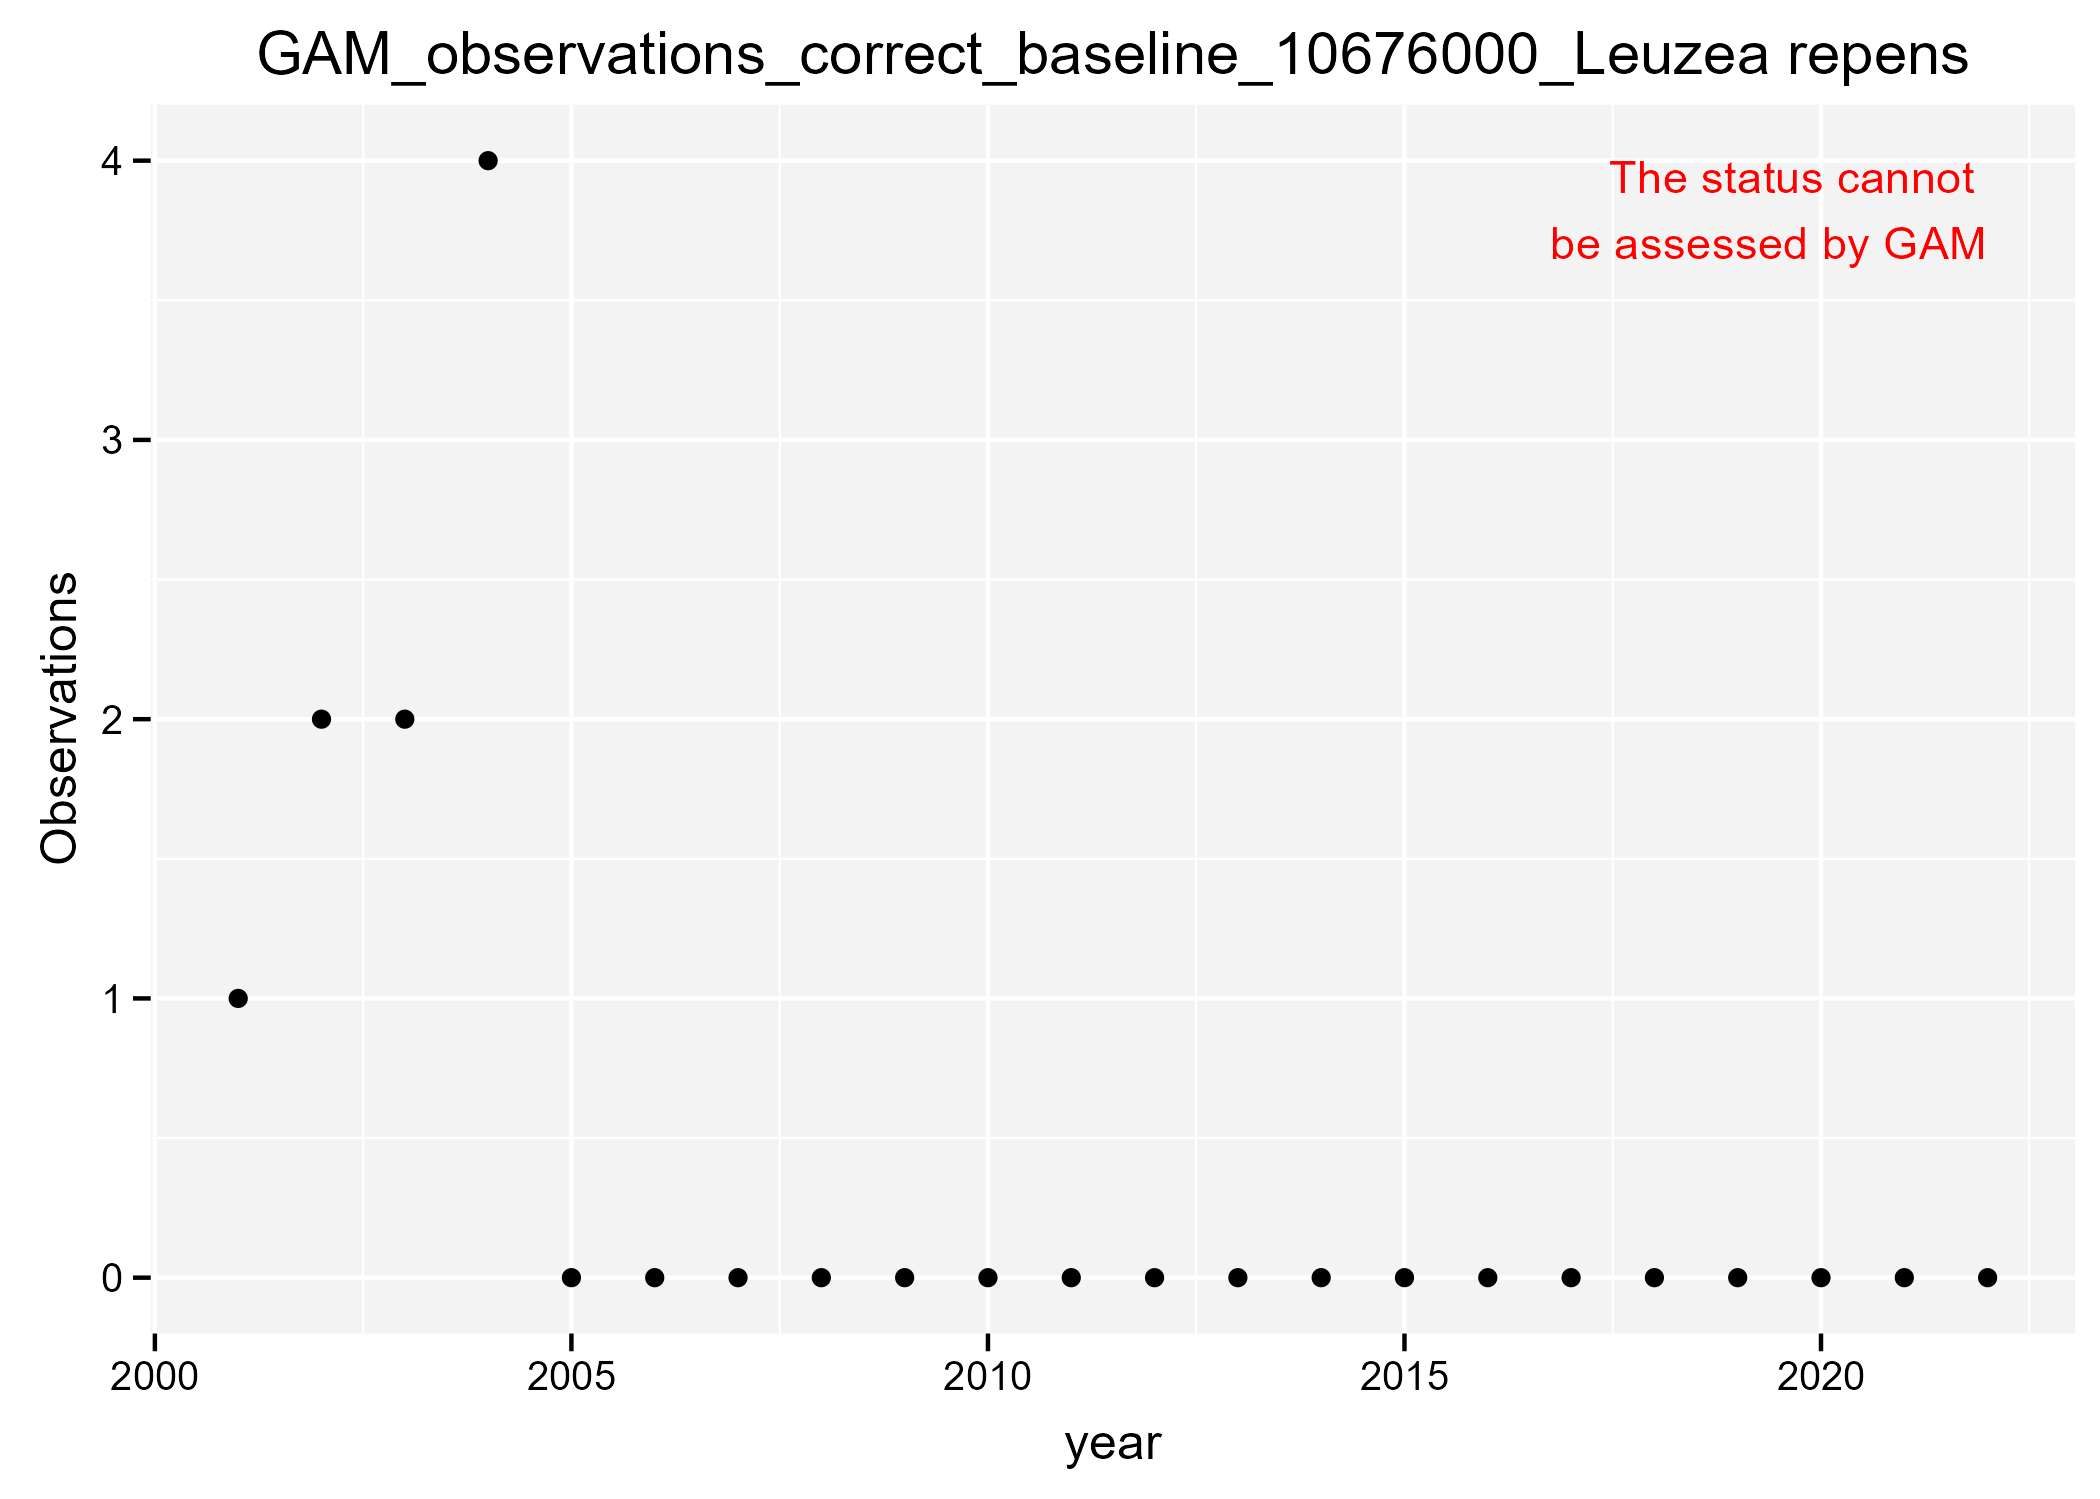 GAM_observations_correct_baseline_10676000_Leuzea repens
The status cannot
be assessed by GAM
Observations
4
3
2
1
0
2000 2005 2010 2015 2020
year